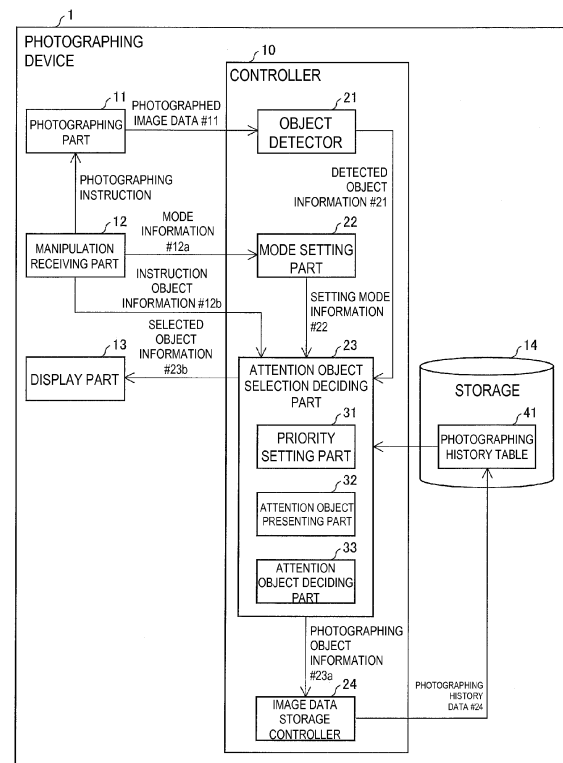 1
PHOTOGRAPHING
DEVICE
10
CONTROLLER
11
PHOTOGRAPHING
PART
PHOTOGRAPHED
IMAGE DATA #11
21
OBJECT
DETECTOR
PHOTOGRAPHING
INSTRUCTION
DETECTED
OBJECT
INFORMATION #21
12
MANIPULATION
RECEIVING PART
MODE
INFORMATION
#12a
22
MODE SETTING
PART
INSTRUCTION
OBJECT
INFORMATION #12b
SETTING MODE
INFORMATION
#22
13
DISPLAY PART
SELECTED
OBJECT
INFORMATION
#23b
23
ATTENTION OBJECT
SELECTION DECIDING
PART
31
PRIORITY
SETTING PART
32
ATTENTION OBJECT
PRESENTING PART
33
ATTENTION
OBJECT DECIDING
PART
14
STORAGE
41
PHOTOGRAPHING
HISTORY TABLE
PHOTOGRAPHING
OBJECT
INFORMATION
#23a
24
IMAGE DATA
STORAGE
CONTROLLER
PHOTOGRAPHING
HISTORY
DATA #24